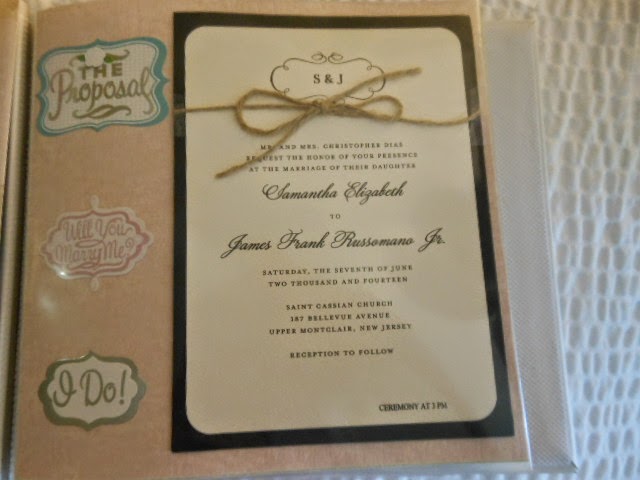 THE
Proposal
Will You
Marry Me?
I Do!
S & J
MR. AND MRS. CHRISTOPHER DIAS
REQUEST THE HONOR OF YOUR PRESENCE
AT THE MARRIAGE OF THEIR DAUGHTER
Samantha Elizabeth
TO
James Frank Russomano Jr.
SATURDAY, THE SEVENTH OF JUNE
TWO THOUSAND AND FOURTEEN
SAINT CASSIAN CHURCH
187 BELLEVUE AVENUE
UPPER MONTCLAIR, NEW JERSEY
RECEPTION TO FOLLOW
CEREMONY AT 3 PM